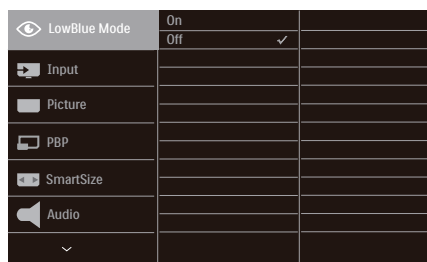 LowBlue Mode
On
Off
Input
Picture
PBP
SmartSize
Audio